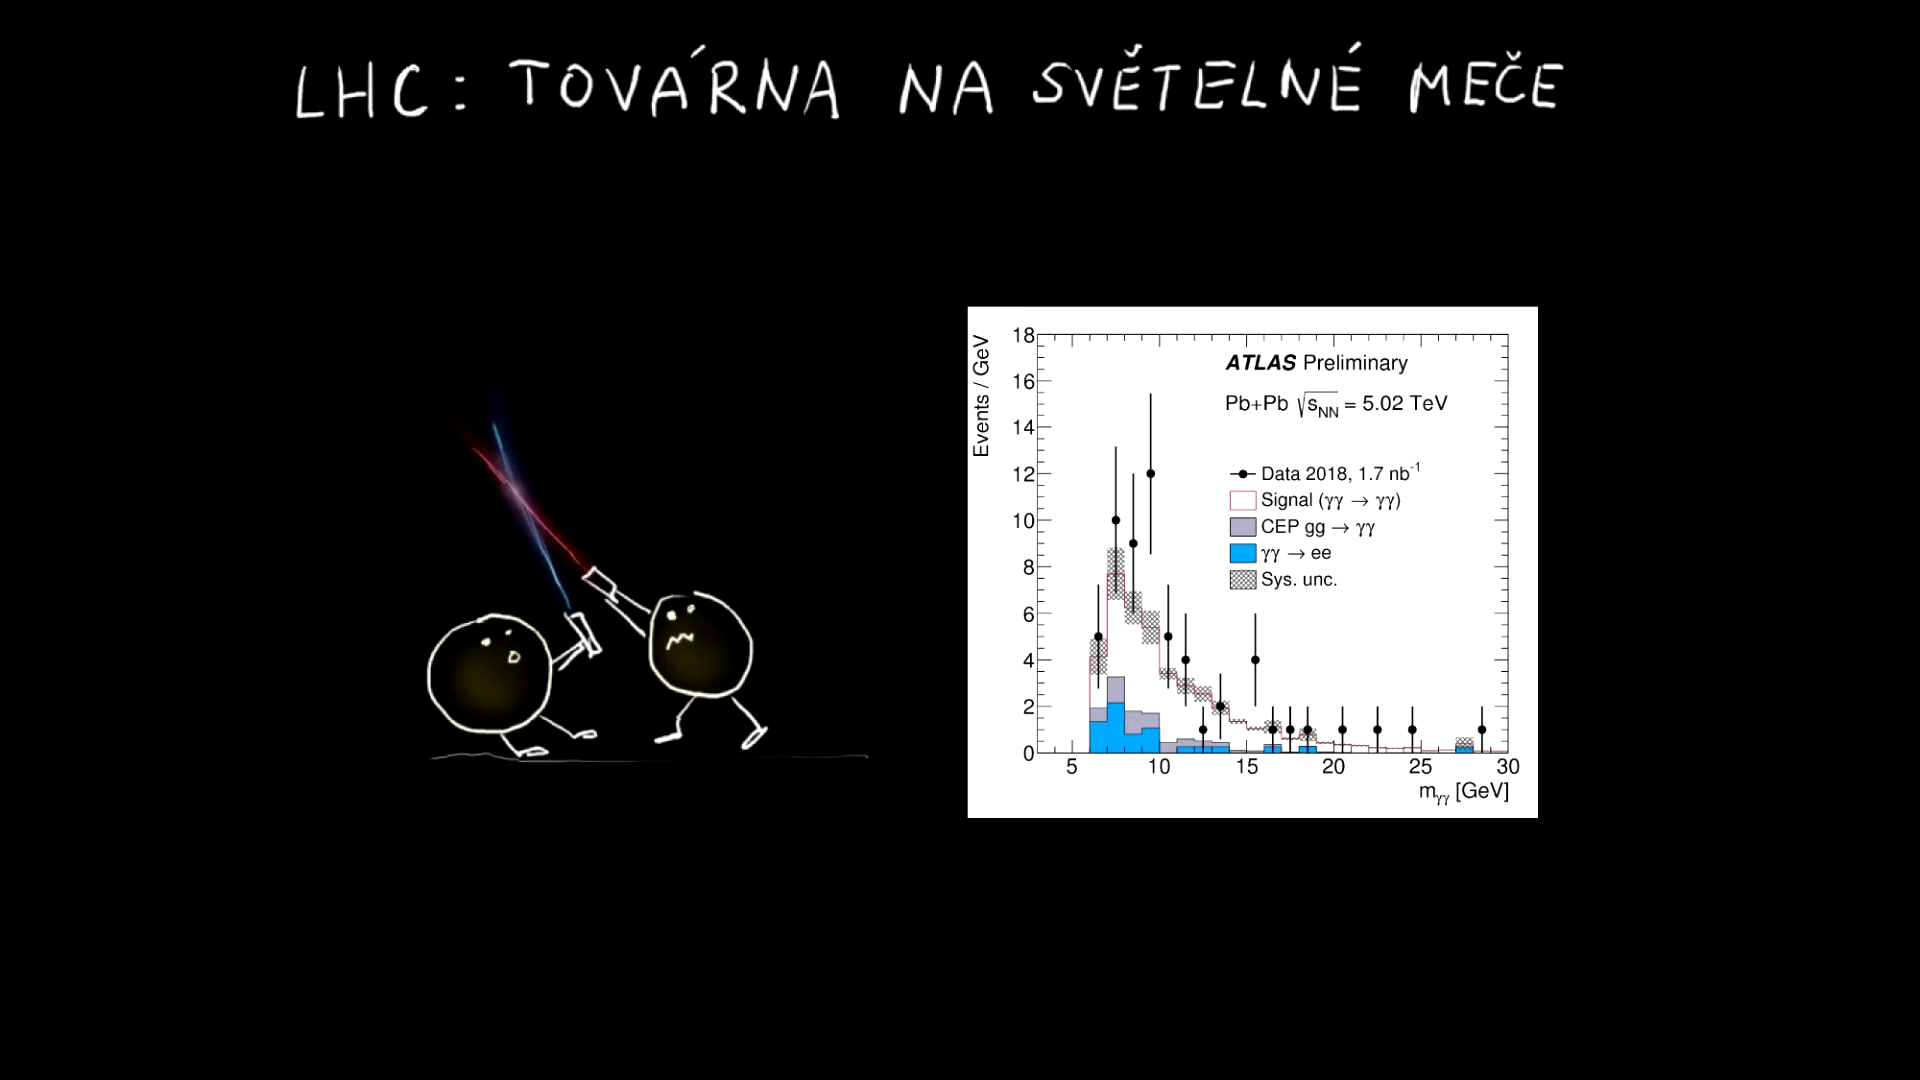 LHC: TOVÁRNA NA SVĚTELNÉ MEČE
Events / GeV
18
16
14
12
10
8
6
4
2
0
ATLAS Preliminary
Pb+Pb √sNN = 5.02 TeV
Data 2018, 1.7 nb-1
Signal (γγ → γγ)
CEP gg → γγ
γγ → ee
Sys. unc.
5 10 15 20 25 30
mγγ [GeV]